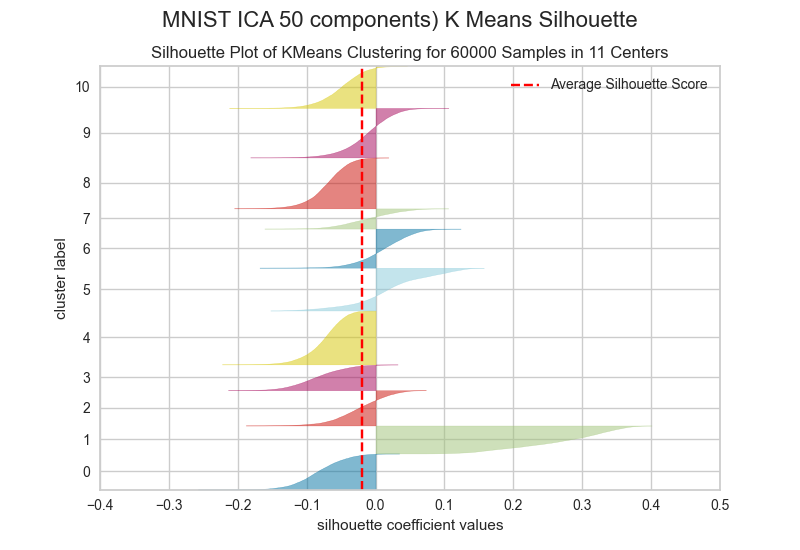 MNIST ICA 50 components) K Means Silhouette
Silhouette Plot of KMeans Clustering for 60000 Samples in 11 Centers
Average Silhouette Score
10
9
8
7
6
5
4
3
2
1
0
cluster label
−0.4 −0.3 −0.2 −0.1 0.0 0.1 0.2 0.3 0.4 0.5
silhouette coefficient values